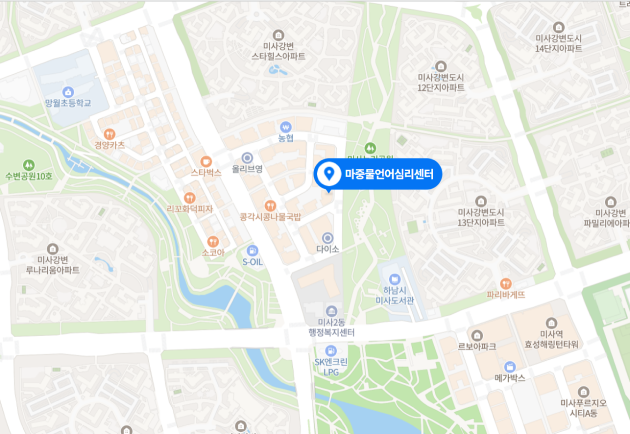 트리
미사강변
스타힐스아파트
미사강변도시
14단지아파트
미사강변도시
12단지아파트
망월초등학교
농협
경양카츠
스타벅스
올리브영
마중물언어심리센터
수변공원10호
리꼬화덕피자
콩각시콩나물국밥
미사강변도시
13단지아파트
미사강변
파밀리에아파
소코아
다이소
S-OIL
미사강변
루나리움아파트
하남시
미사도서관
파리바게뜨
미사2동
행정복지센터
SK엔크린
LPG
르보아파크
미사역
효성해링턴타워
메가박스
미사푸르지오
시티A동